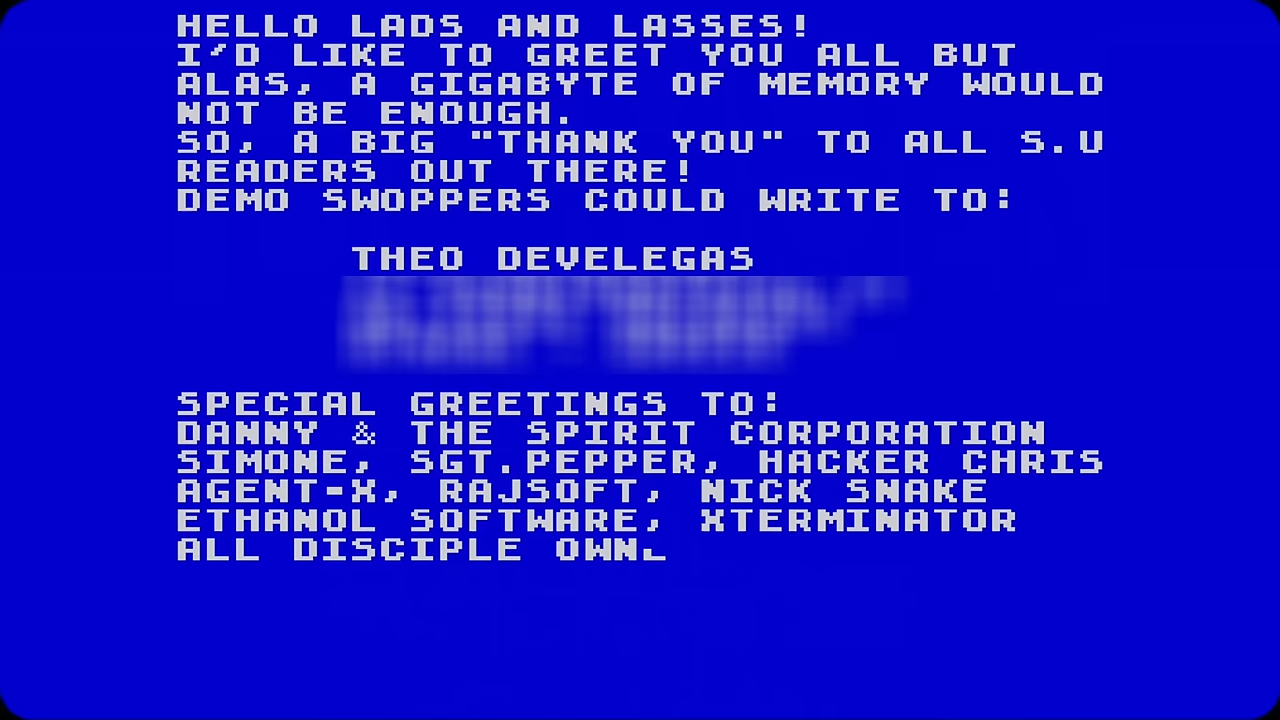 HELLO LADS AND LASSES!
I'D LIKE TO GREET YOU ALL BUT
ALAS, A GIGABYTE OF MEMORY WOULD
NOT BE ENOUGH.
SO, A BIG "THANK YOU" TO ALL S.U
READERS OUT THERE!
DEMO SWOPPERS COULD WRITE TO:
THEO DEVELEGAS
SPECIAL GREETINGS TO:
DANNY & THE SPIRIT CORPORATION
SIMONE, SGT.PEPPER, HACKER CHRIS
AGENT-X, RAJSOFT, NICK SNAKE
ETHANOL SOFTWARE, XTERMINATOR
ALL DISCIPLE OWN